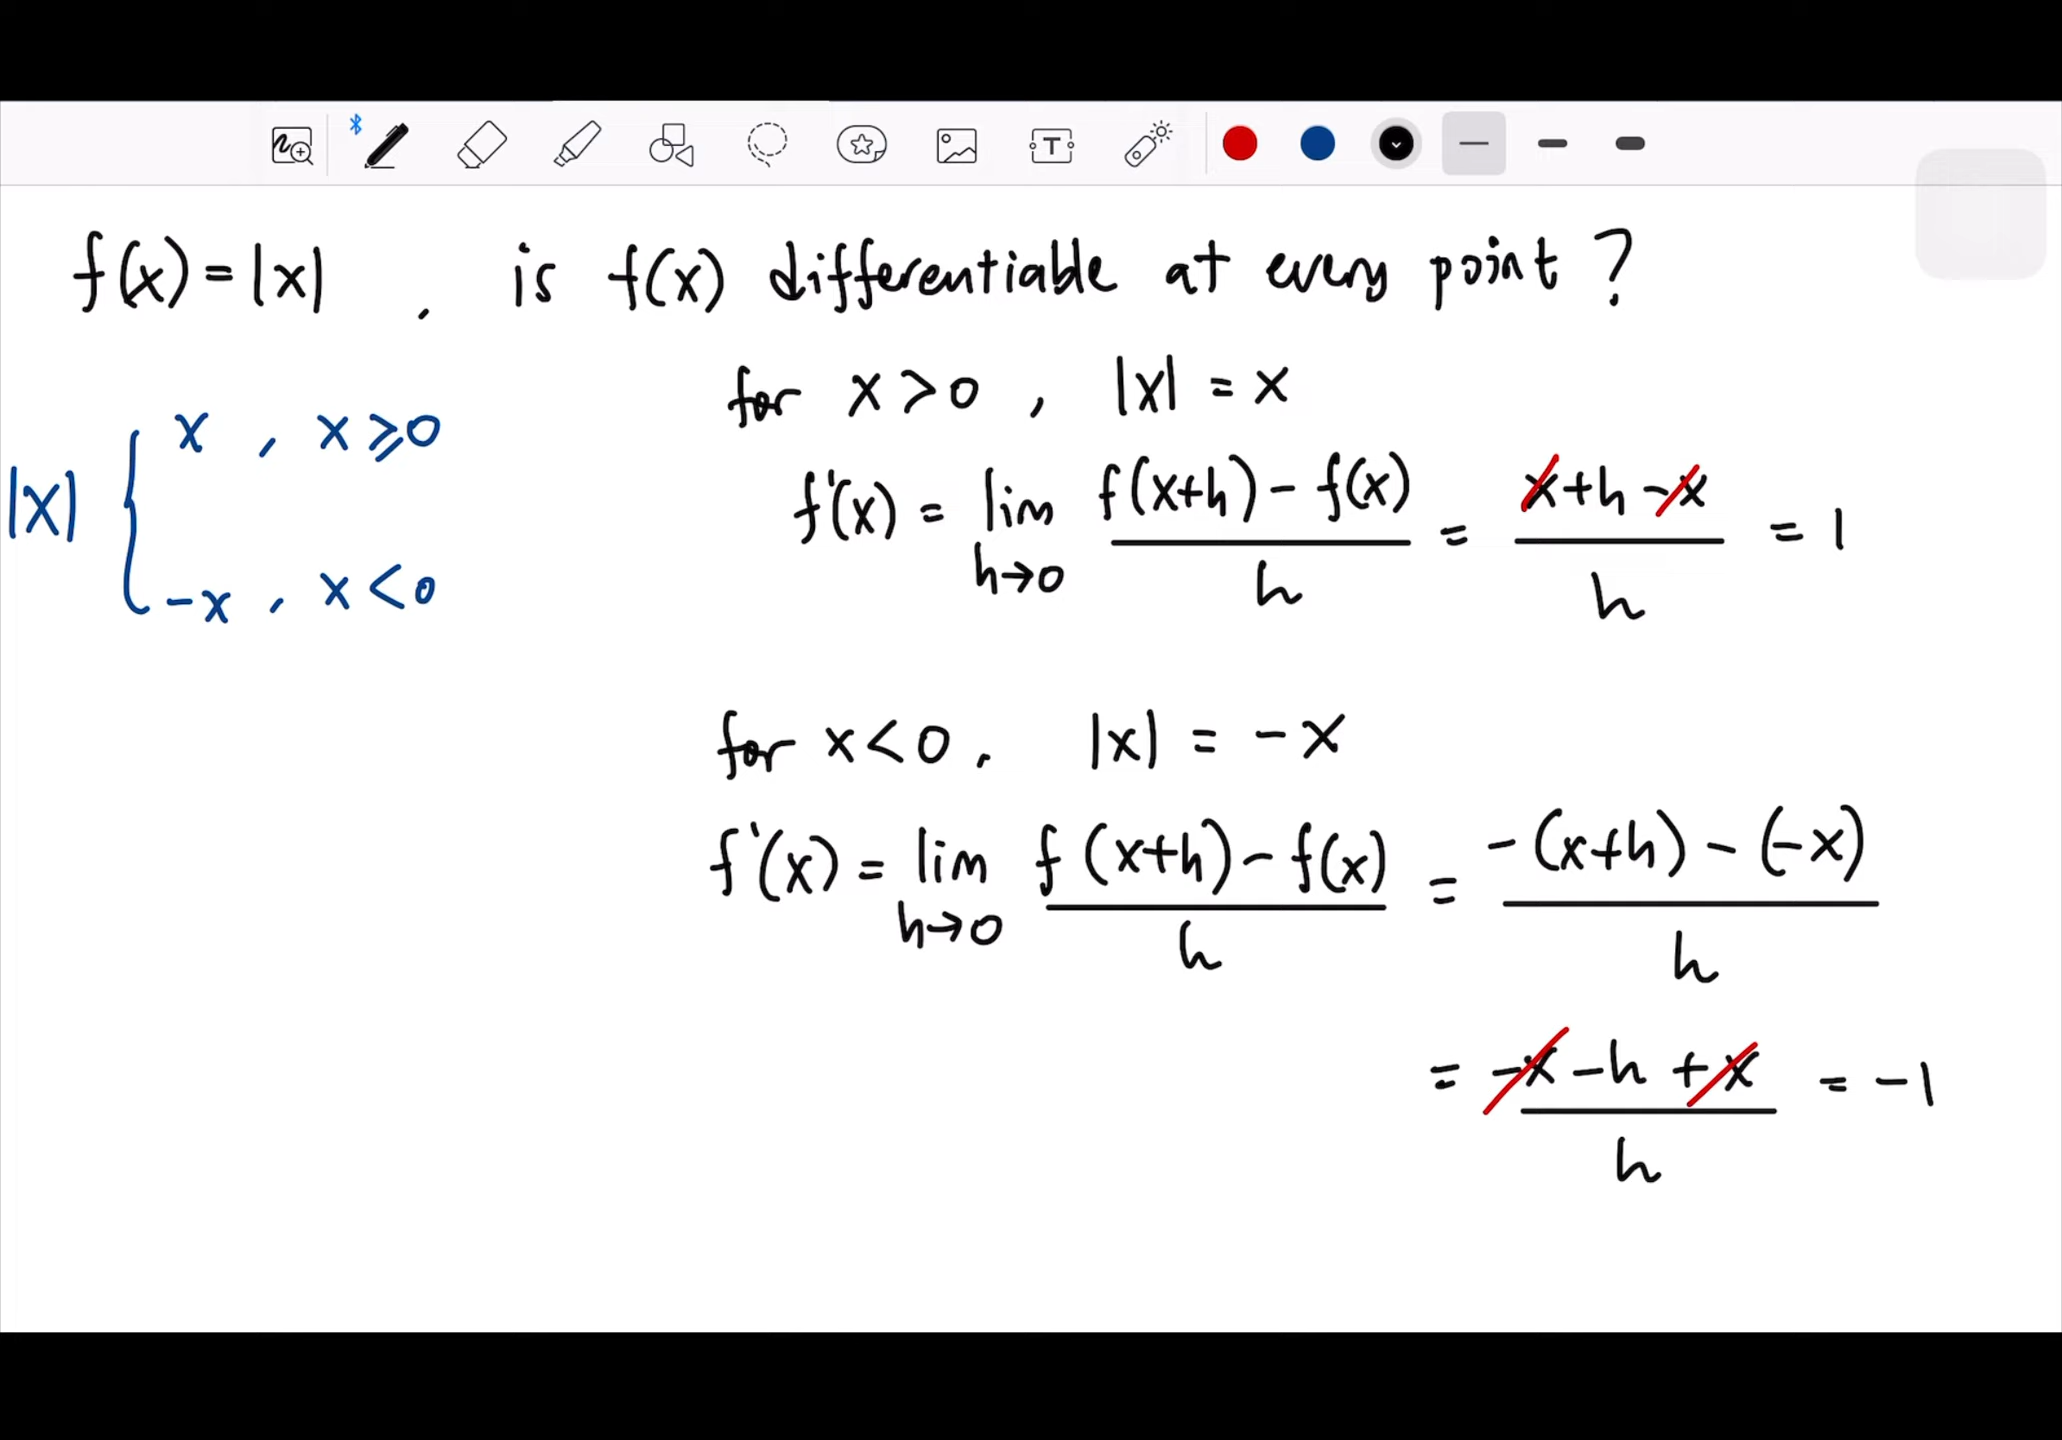 f(x) = |x| , is f(x) differentiable at every point ?
|x| { x , x ⩾ 0
-x , x < 0
for x > 0 , |x| = x
f'(x) = lim h→0 f(x+h) - f(x) / h = x + h - x / h = 1
for x < 0 . |x| = - x
f'(x) = lim h→0 f(x+h) - f(x) / h = -(x+h) - (-x) / h
= -x - h + x / h = -1